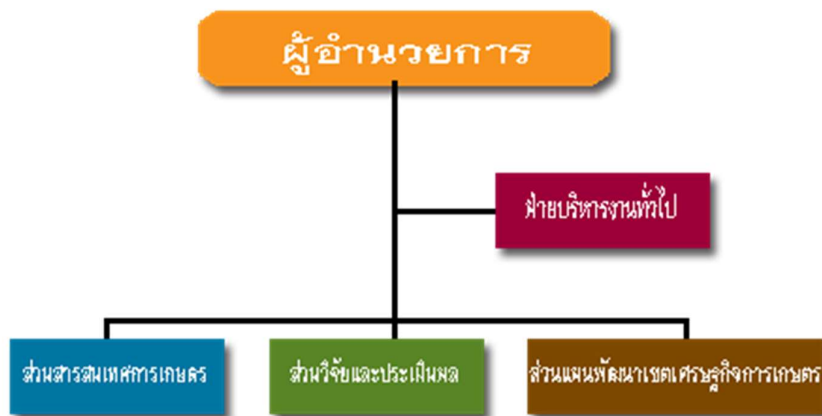 ผู้อำนวยการ
ฝ่ายบริหารงานทั่วไป
ส่วนสารสนเทศการเกษตร
ส่วนวิจัยและประเมินผล
ส่วนแผนพัฒนาเขตเศรษฐกิจการเกษตร